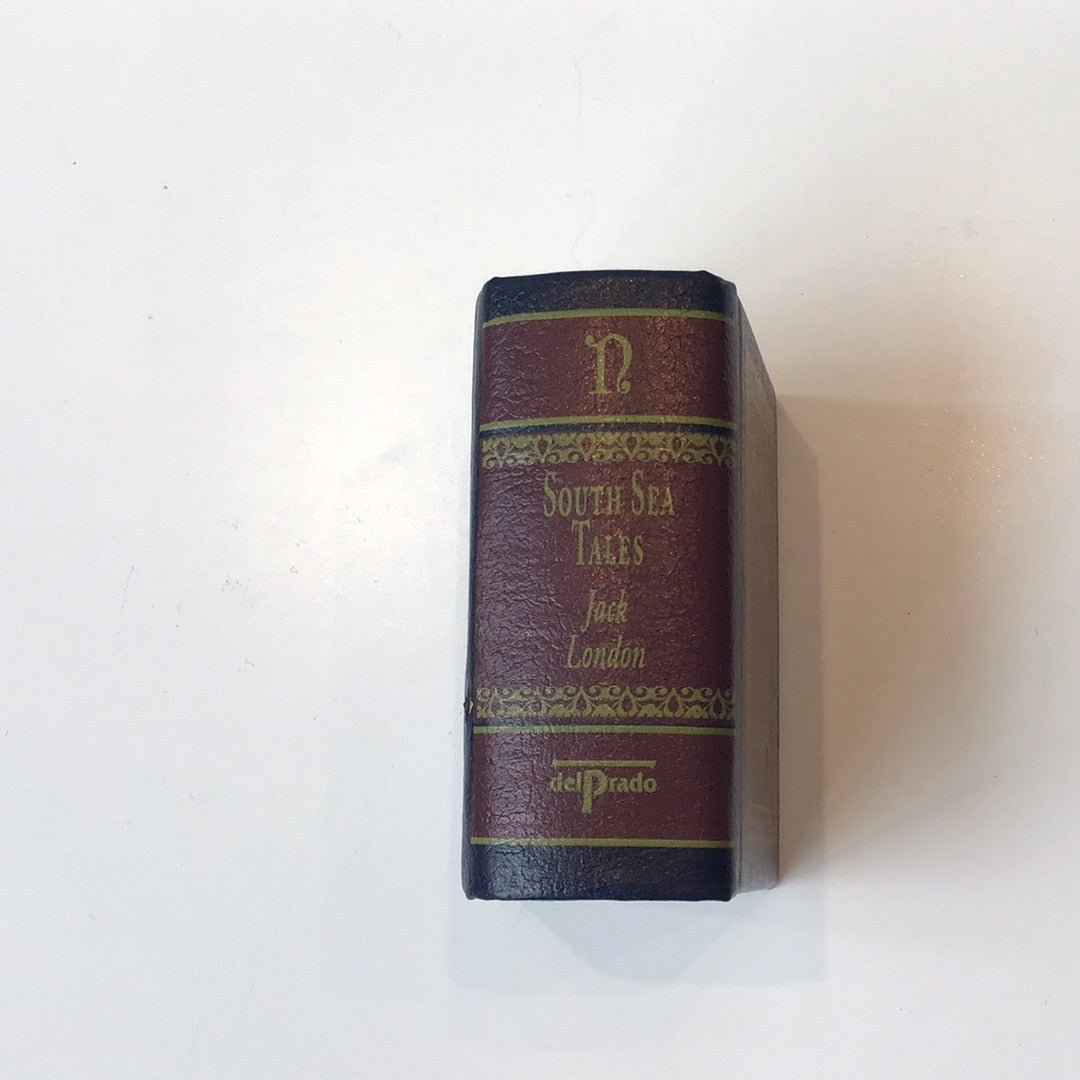 n
SOUTH SEA
TALES
Jack
London
delPrado